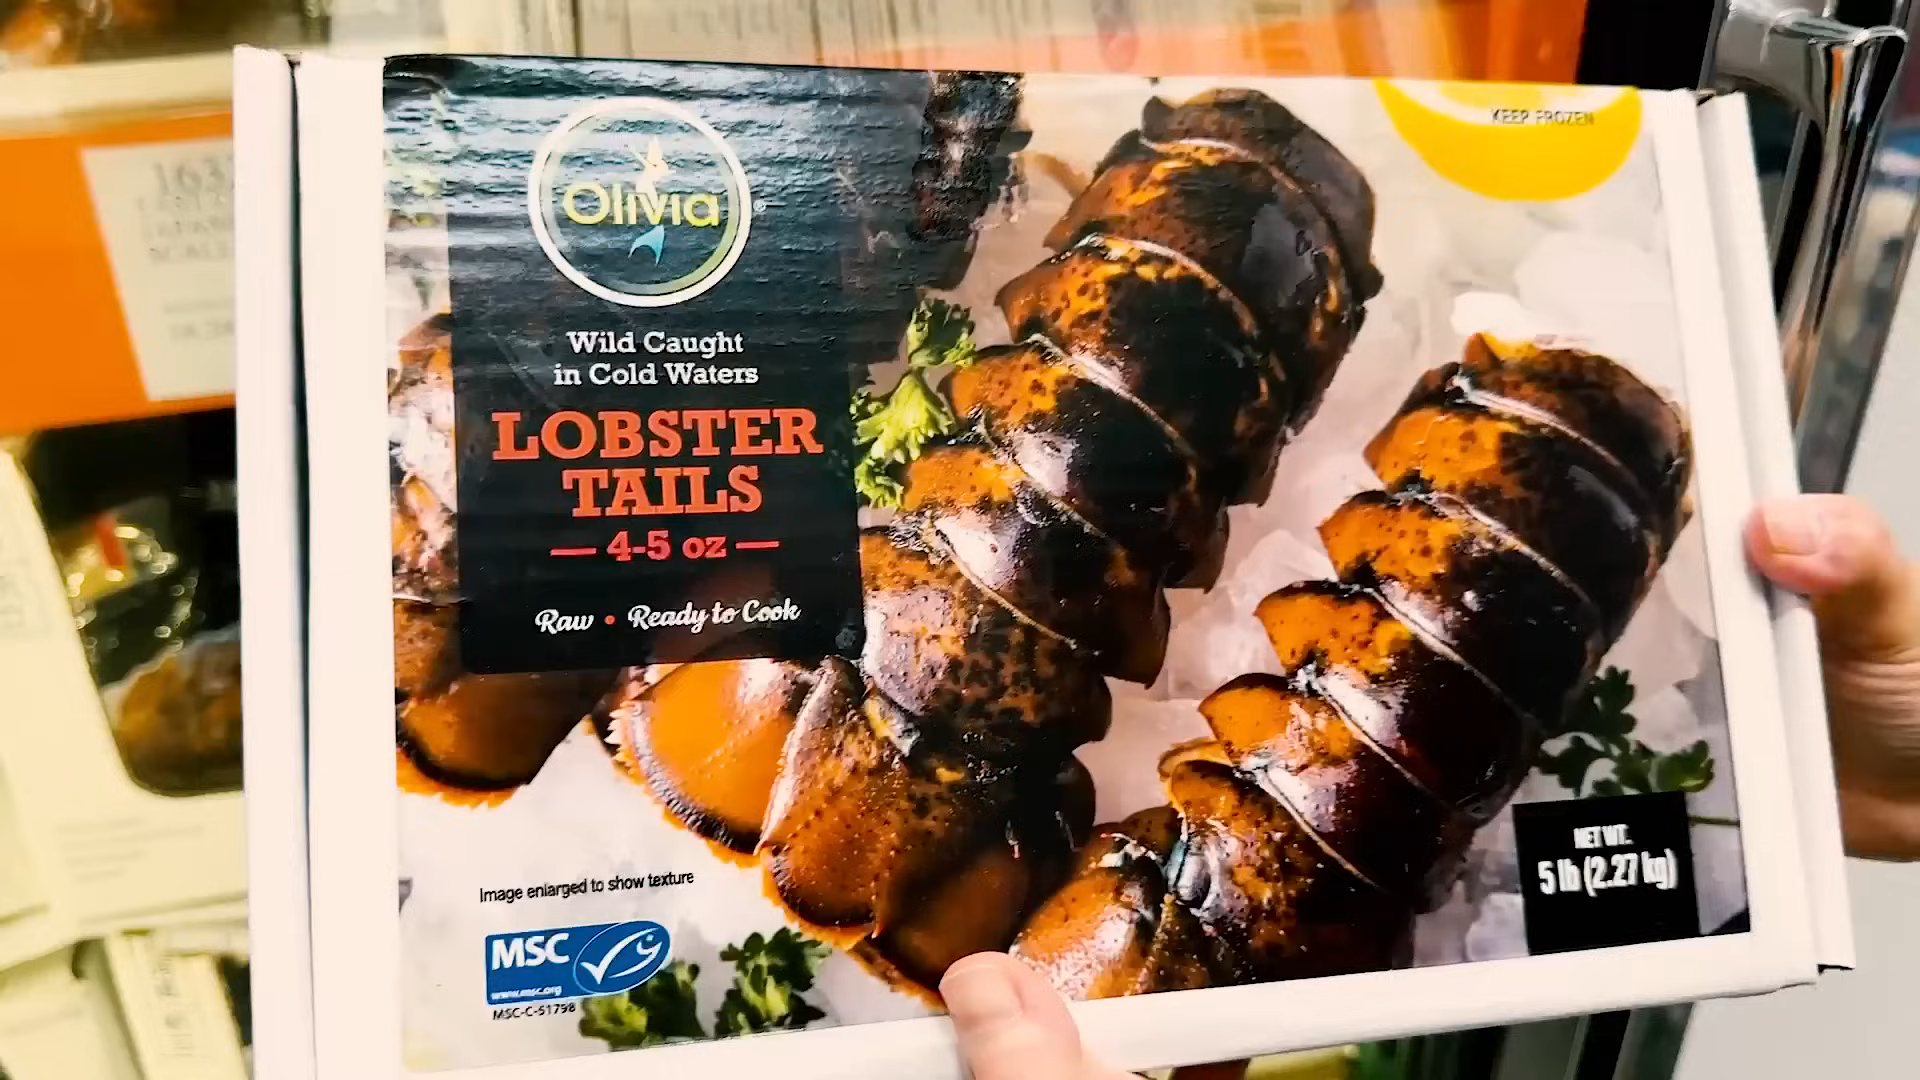 KEEP FROZEN
Olivia®
Wild Caught
in Cold Waters
LOBSTER
TAILS
4-5 oz
Raw • Ready to Cook
Image enlarged to show texture
MSC
www.msc.org
MSC-C-51798
NET WT.
5 lb (2.27 kg)